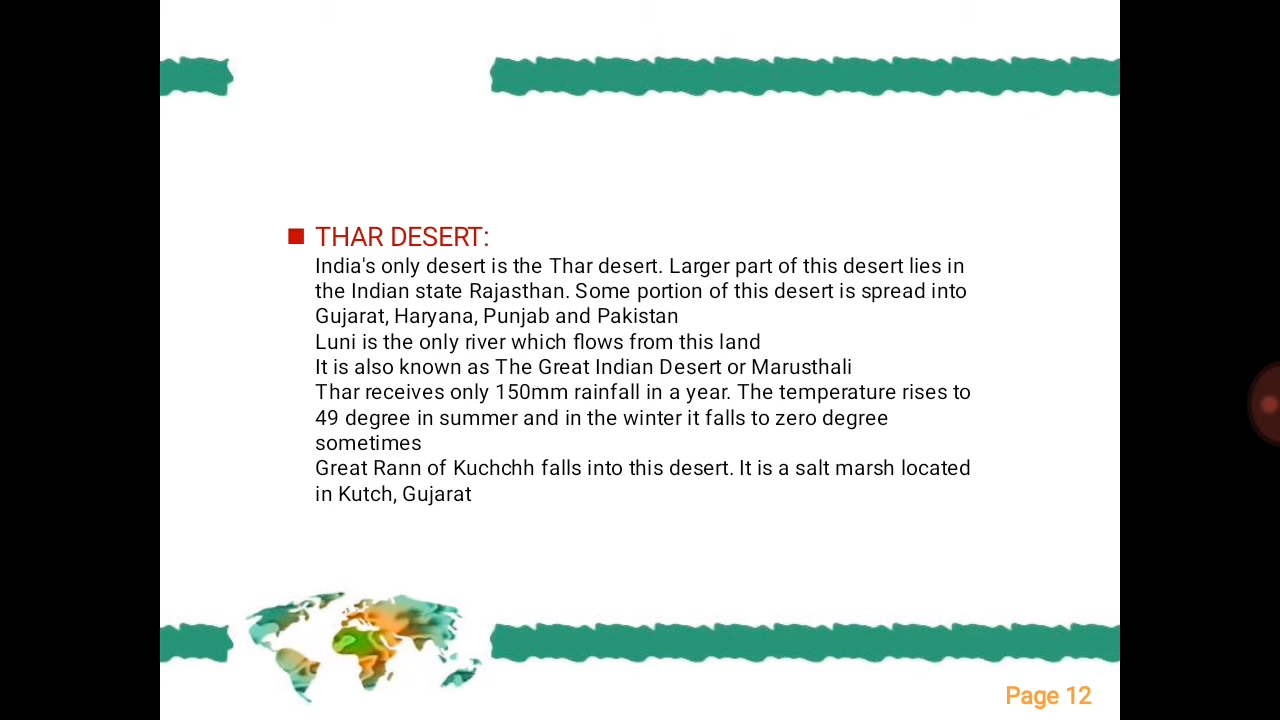 THAR DESERT:
India's only desert is the Thar desert. Larger part of this desert lies in
the Indian state Rajasthan. Some portion of this desert is spread into
Gujarat, Haryana, Punjab and Pakistan
Luni is the only river which flows from this land
It is also known as The Great Indian Desert or Marusthali
Thar receives only 150mm rainfall in a year. The temperature rises to
49 degree in summer and in the winter it falls to zero degree
sometimes
Great Rann of Kuchchh falls into this desert. It is a salt marsh located
in Kutch, Gujarat
Page 12